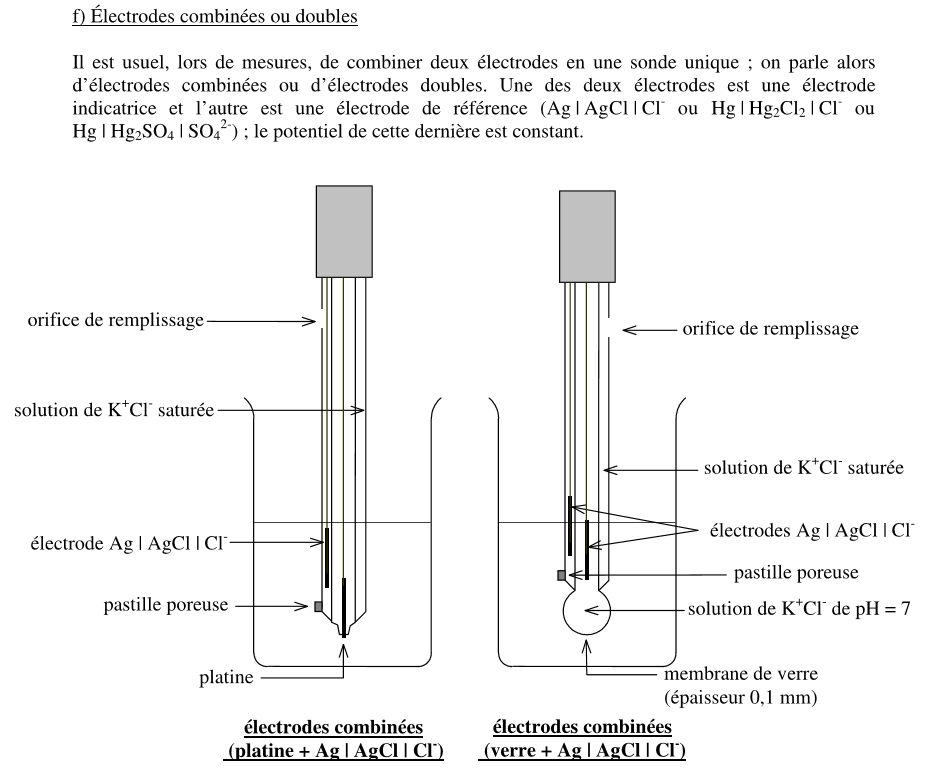 f) Électrodes combinées ou doubles
Il est usuel, lors de mesures, de combiner deux électrodes en une sonde unique ; on parle alors
d'électrodes combinées ou d'électrodes doubles. Une des deux électrodes est une électrode
indicatrice et l'autre est une électrode de référence (Ag | AgCl | Cl⁻ ou Hg | Hg₂Cl₂ | Cl⁻ ou
Hg | Hg₂SO₄ | SO₄²⁻) ; le potentiel de cette dernière est constant.
orifice de remplissage
solution de K⁺Cl⁻ saturée
électrode Ag | AgCl | Cl⁻
pastille poreuse
platine
électrodes combinées
(platine + Ag | AgCl | Cl⁻)
orifice de remplissage
solution de K⁺Cl⁻ saturée
électrodes Ag | AgCl | Cl⁻
pastille poreuse
solution de K⁺Cl⁻ de pH = 7
membrane de verre
(épaisseur 0,1 mm)
électrodes combinées
(verre + Ag | AgCl | Cl⁻)